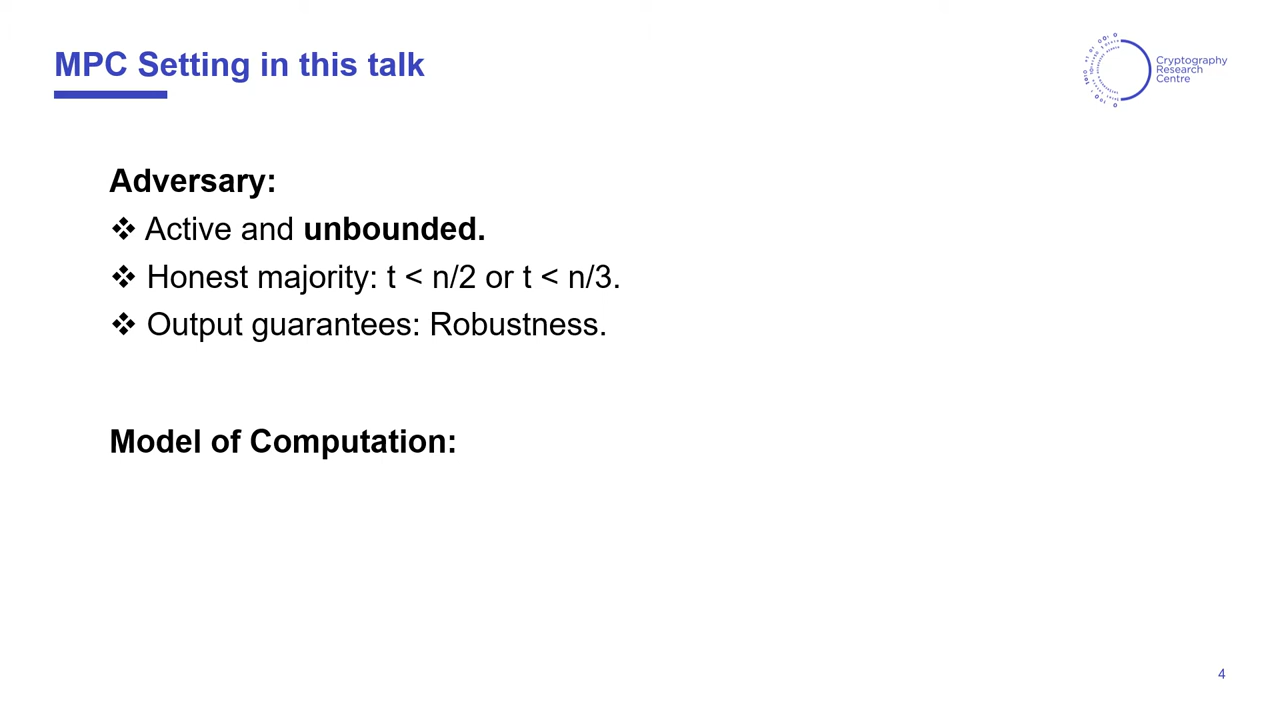 MPC Setting in this talk
Cryptography
Research
Centre
Adversary:
❖ Active and unbounded.
❖ Honest majority: t < n/2 or t < n/3.
❖ Output guarantees: Robustness.
Model of Computation:
4